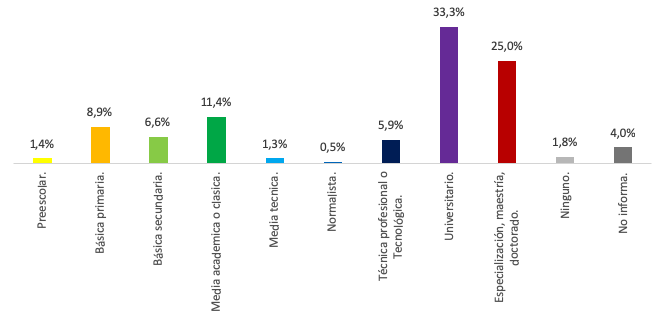 1,4%
8,9%
6,6%
11,4%
1,3%
0,5%
5,9%
33,3%
25,0%
1,8%
4,0%
Preescolar.
Básica primaria.
Básica secundaria.
Media academica o clasica.
Media tecnica.
Normalista.
Técnica profesional o
Tecnológica.
Universitario.
Especialización, maestría,
doctorado.
Ninguno.
No informa.